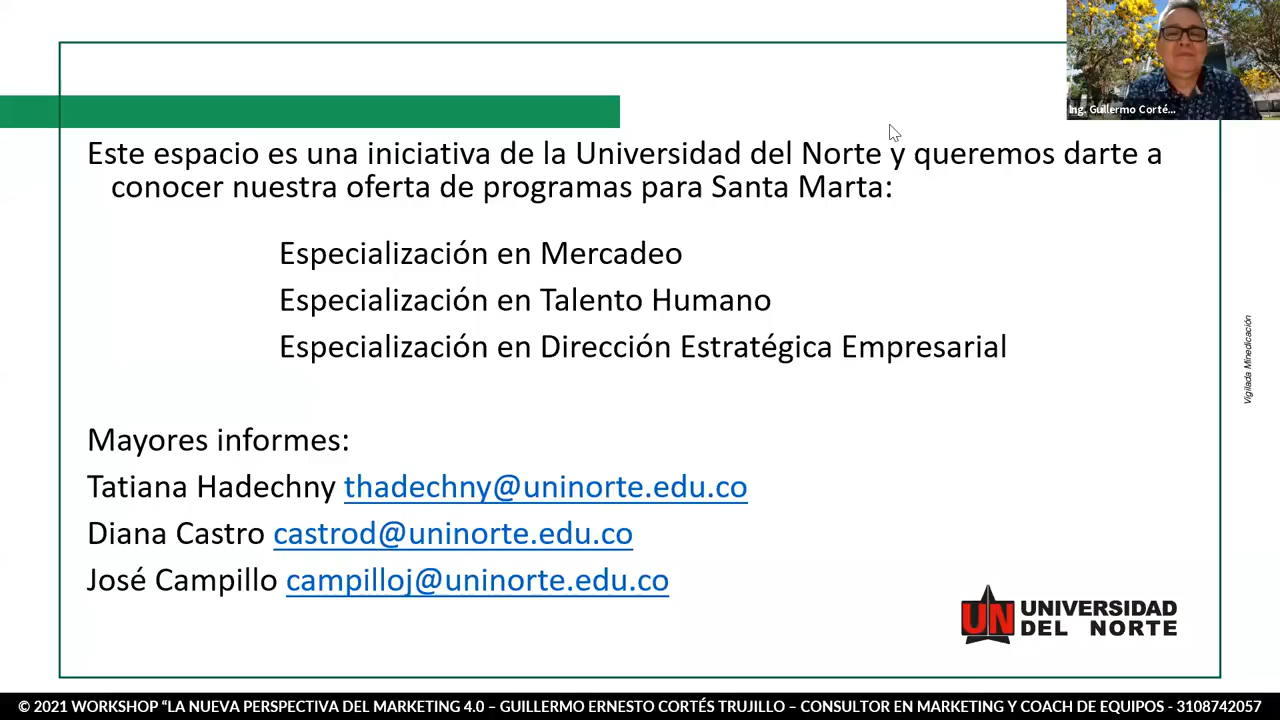 Ing. Guillermo Corté...
Este espacio es una iniciativa de la Universidad del Norte y queremos darte a
conocer nuestra oferta de programas para Santa Marta:
Especialización en Mercadeo
Especialización en Talento Humano
Especialización en Dirección Estratégica Empresarial
Vigilada Mineducación
Mayores informes:
Tatiana Hadechny thadechny@uninorte.edu.co
Diana Castro castrod@uninorte.edu.co
José Campillo campilloj@uninorte.edu.co
UN UNIVERSIDAD
DEL NORTE
© 2021 WORKSHOP “LA NUEVA PERSPECTIVA DEL MARKETING 4.0 – GUILLERMO ERNESTO CORTÉS TRUJILLO – CONSULTOR EN MARKETING Y COACH DE EQUIPOS - 3108742057